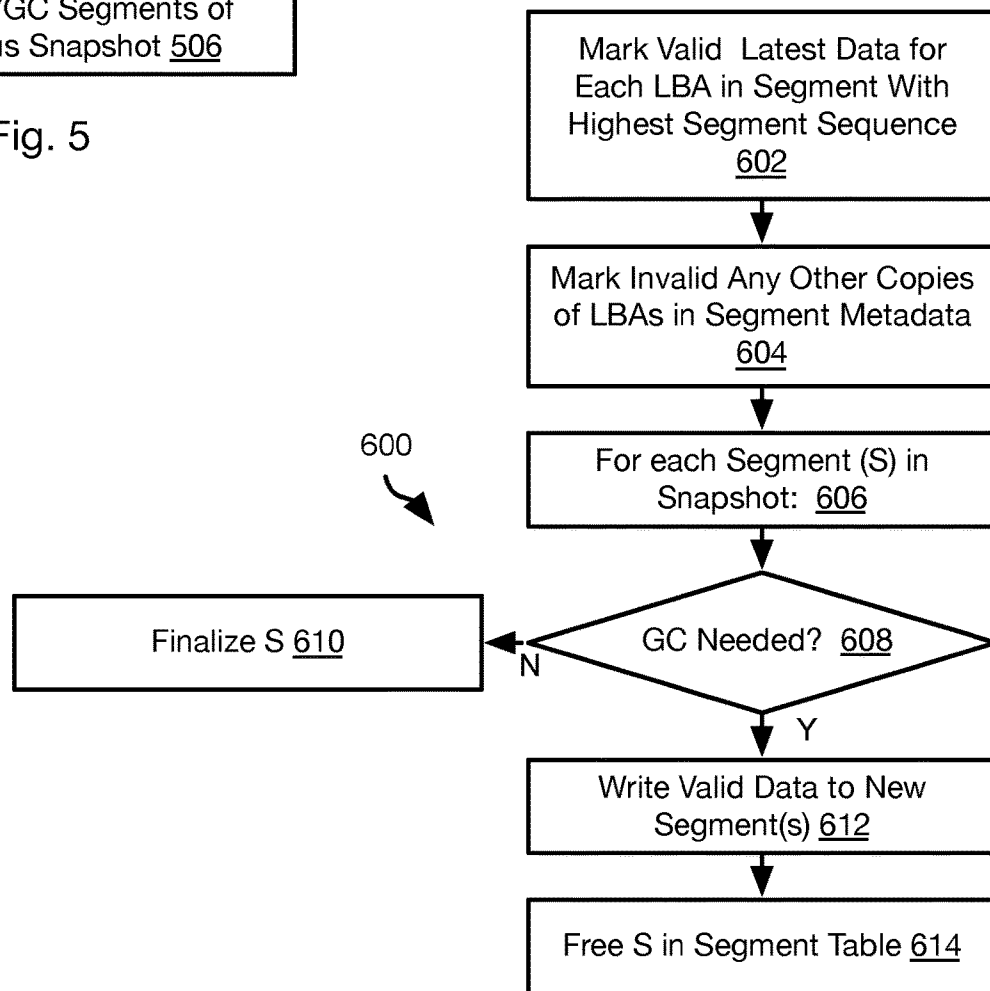 /GC Segments of
us Snapshot 506
Fig. 5
Mark Valid Latest Data for
Each LBA in Segment With
Highest Segment Sequence
602
Mark Invalid Any Other Copies
of LBAs in Segment Metadata
604
600
For each Segment (S) in
Snapshot: 606
GC Needed? 608
N
Finalize S 610
Y
Write Valid Data to New
Segment(s) 612
Free S in Segment Table 614